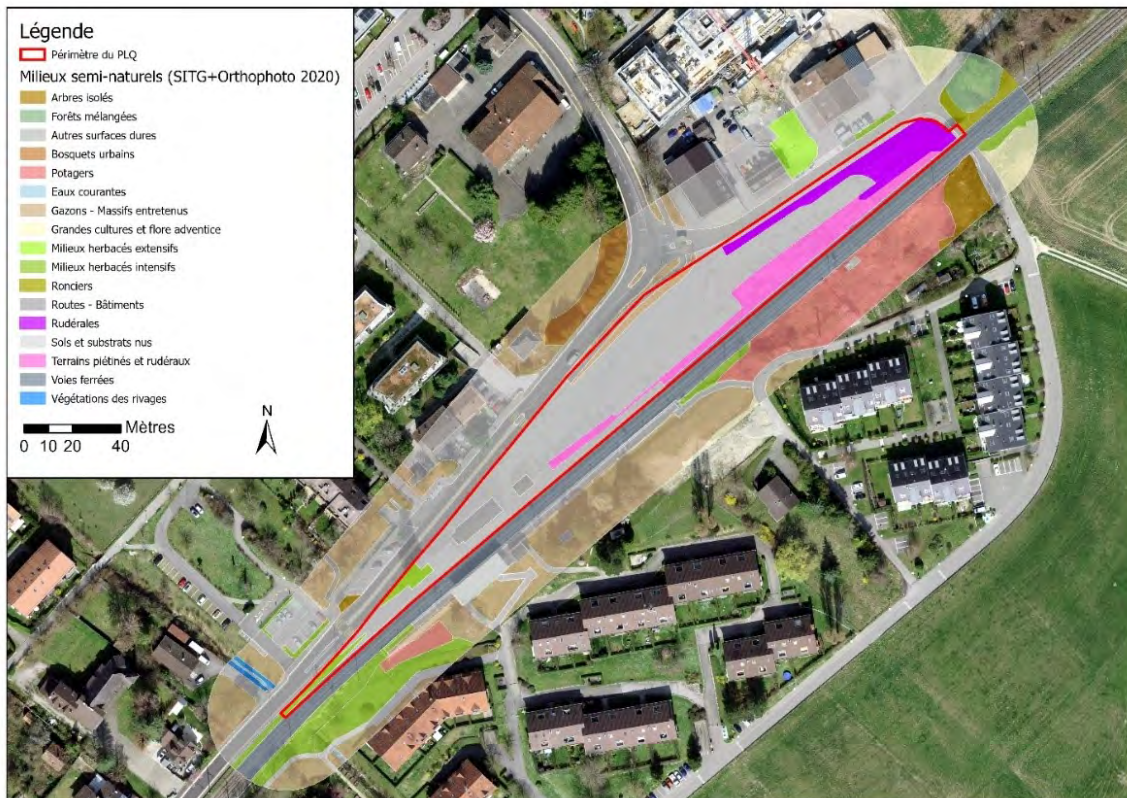 Légende
Périmètre du PLQ
Milieux semi-naturels (SITG+Orthophoto 2020)
Arbres isolés
Forêts mélangées
Autres surfaces dures
Bosquets urbains
Potagers
Eaux courantes
Gazons - Massifs entretenus
Grandes cultures et flore adventice
Milieux herbacés extensifs
Milieux herbacés intensifs
Ronciers
Routes - Bâtiments
Rudérales
Sols et substrats nus
Terrains piétinés et rudéraux
Voies ferrées
Végétations des rivages
N
Mètres
0 10 20 40